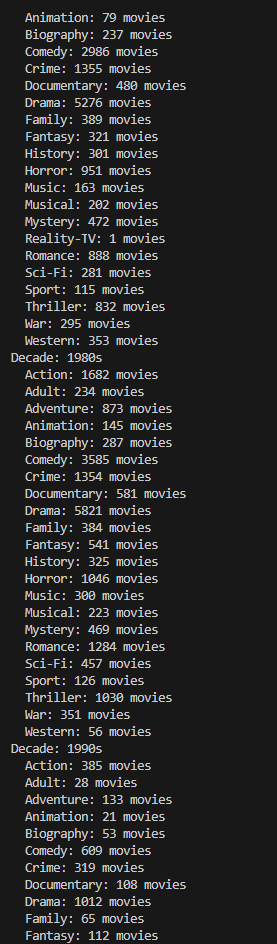 Animation: 79 movies
Biography: 237 movies
Comedy: 2986 movies
Crime: 1355 movies
Documentary: 480 movies
Drama: 5276 movies
Family: 389 movies
Fantasy: 321 movies
History: 301 movies
Horror: 951 movies
Music: 163 movies
Musical: 202 movies
Mystery: 472 movies
Reality-TV: 1 movies
Romance: 888 movies
Sci-Fi: 281 movies
Sport: 115 movies
Thriller: 832 movies
War: 295 movies
Western: 353 movies
Decade: 1980s
Action: 1682 movies
Adult: 234 movies
Adventure: 873 movies
Animation: 145 movies
Biography: 287 movies
Comedy: 3585 movies
Crime: 1354 movies
Documentary: 581 movies
Drama: 5821 movies
Family: 384 movies
Fantasy: 541 movies
History: 325 movies
Horror: 1046 movies
Music: 300 movies
Musical: 223 movies
Mystery: 469 movies
Romance: 1284 movies
Sci-Fi: 457 movies
Sport: 126 movies
Thriller: 1030 movies
War: 351 movies
Western: 56 movies
Decade: 1990s
Action: 385 movies
Adult: 28 movies
Adventure: 133 movies
Animation: 21 movies
Biography: 53 movies
Comedy: 609 movies
Crime: 319 movies
Documentary: 108 movies
Drama: 1012 movies
Family: 65 movies
Fantasy: 112 movies